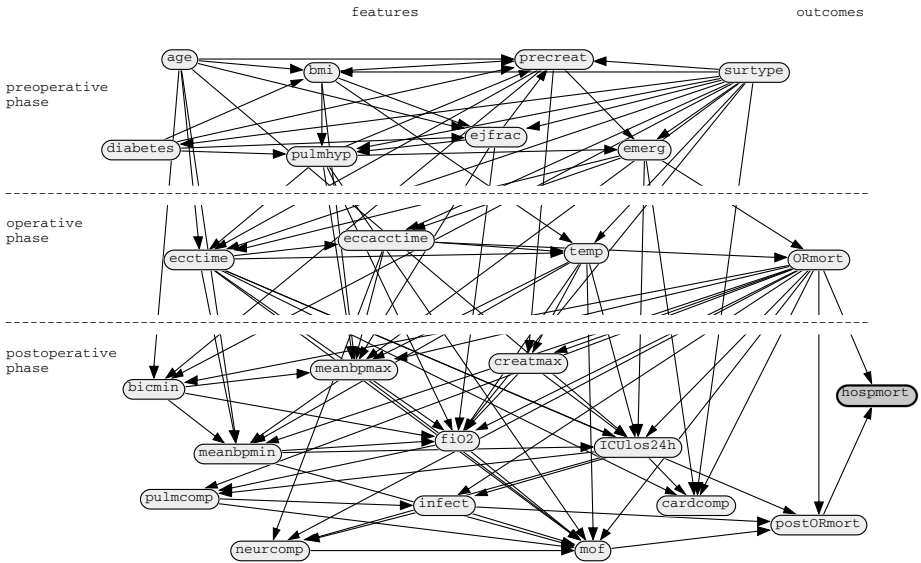 features outcomes
age
bmi
precreat
surtype
preoperative
phase
diabetes
pulmhyp
ejfrac
emerg
operative
phase
ecctime
eccacctime
temp
ORmort
postoperative
phase
bicmin
meanbpmax
creatmax
hospmort
meanbpmin
fiO2
ICUlos24h
pulmcomp
infect
cardcomp
postORmort
neurcomp
mof